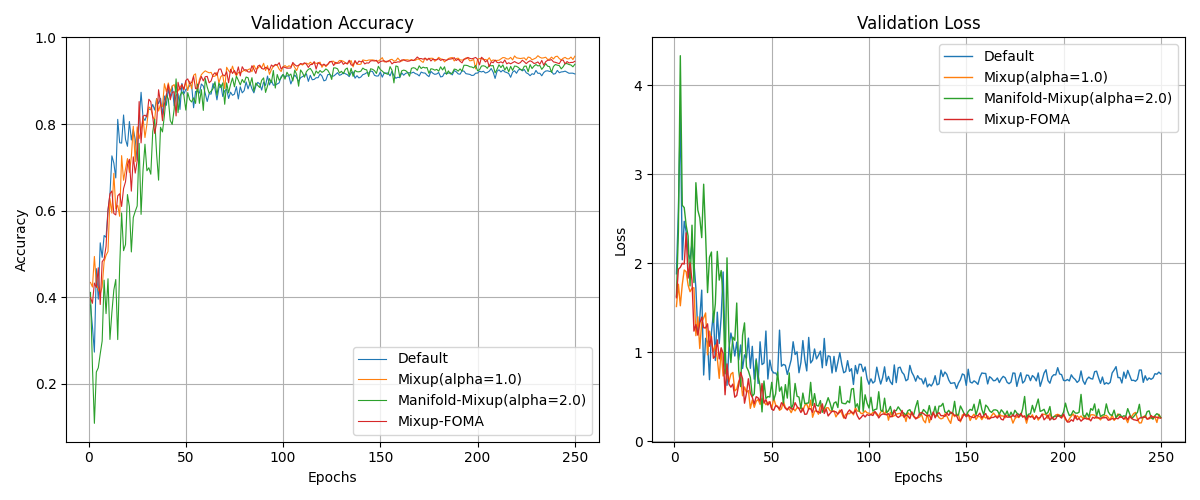 Validation Accuracy
1.0
0.8
0.6
0.4
0.2
Accuracy
0
50
100
150
200
250
Epochs
Default
Mixup(alpha=1.0)
Manifold-Mixup(alpha=2.0)
Mixup-FOMA
Validation Loss
4
3
2
1
0
Loss
0
50
100
150
200
250
Epochs
Default
Mixup(alpha=1.0)
Manifold-Mixup(alpha=2.0)
Mixup-FOMA